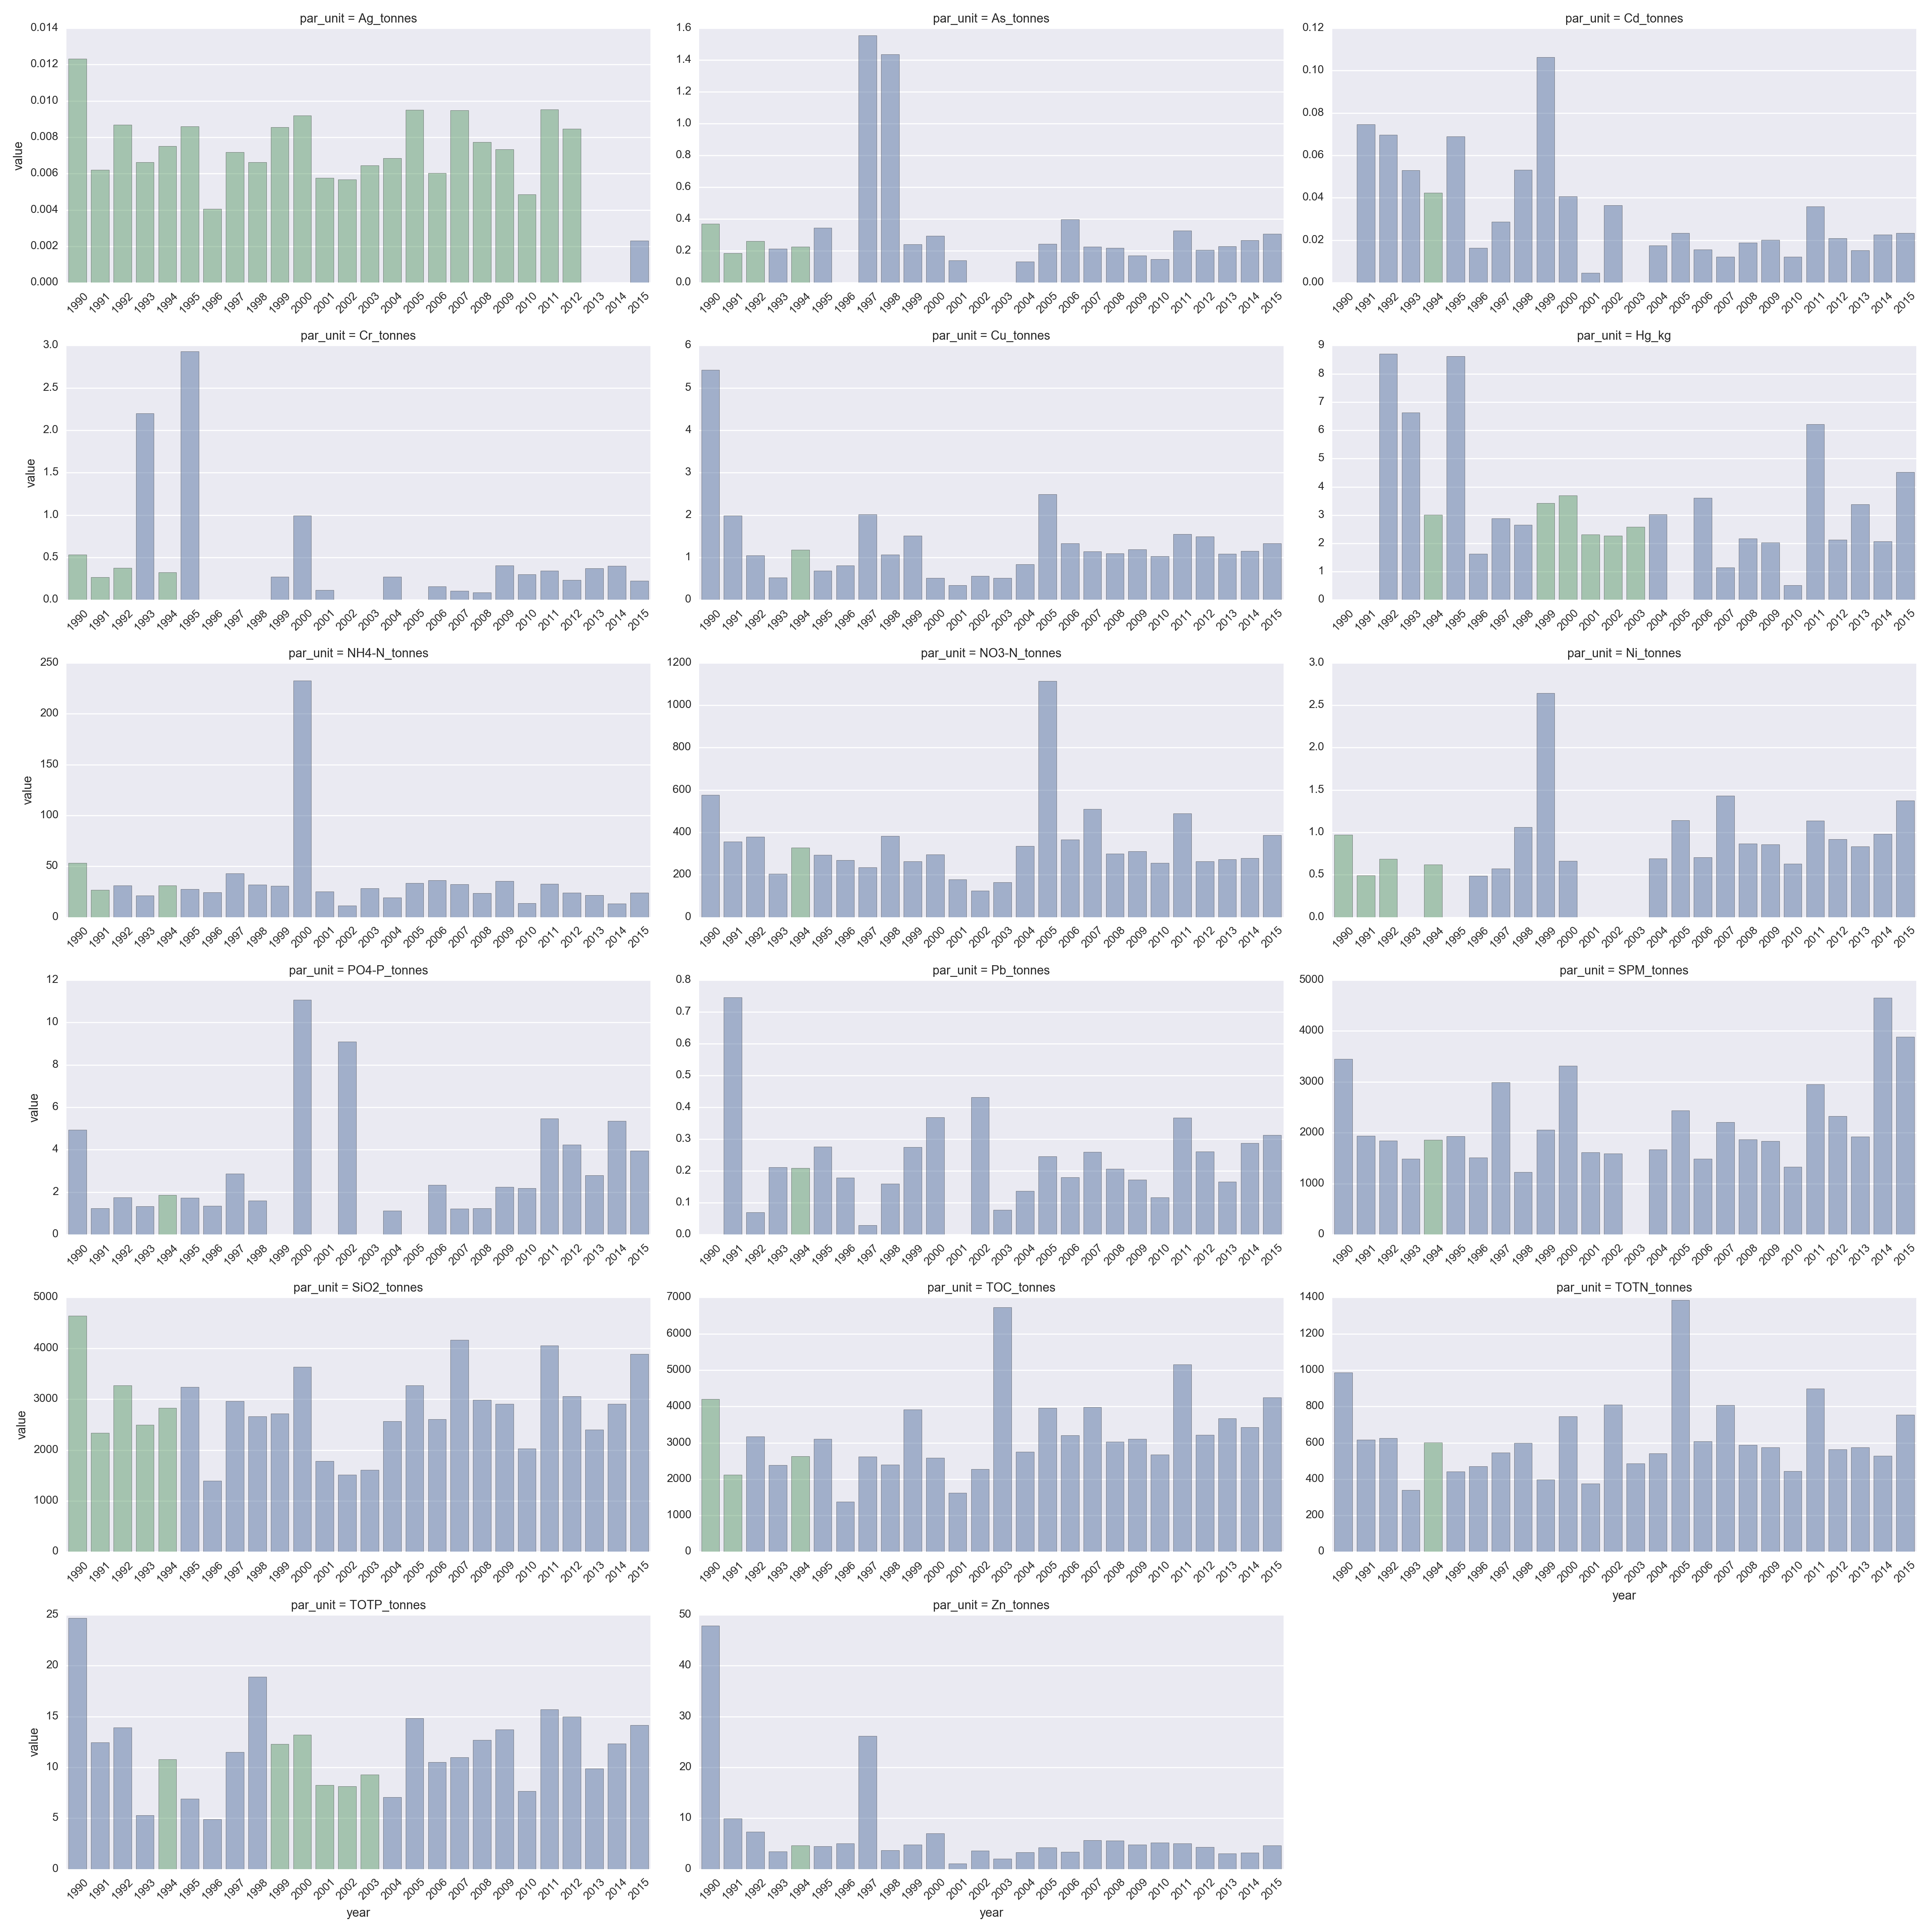 par_unit = Ag_tonnes
value
0.014
0.012
0.010
0.008
0.006
0.004
0.002
0.000
1990 1991 1992 1993 1994 1995 1996 1997 1998 1999 2000 2001 2002 2003 2004 2005 2006 2007 2008 2009 2010 2011 2012 2013 2014 2015
par_unit = As_tonnes
1.6
1.4
1.2
1.0
0.8
0.6
0.4
0.2
0.0
1990 1991 1992 1993 1994 1995 1996 1997 1998 1999 2000 2001 2002 2003 2004 2005 2006 2007 2008 2009 2010 2011 2012 2013 2014 2015
par_unit = Cd_tonnes
0.12
0.10
0.08
0.06
0.04
0.02
0.00
1990 1991 1992 1993 1994 1995 1996 1997 1998 1999 2000 2001 2002 2003 2004 2005 2006 2007 2008 2009 2010 2011 2012 2013 2014 2015
par_unit = Cr_tonnes
value
3.0
2.5
2.0
1.5
1.0
0.5
0.0
1990 1991 1992 1993 1994 1995 1996 1997 1998 1999 2000 2001 2002 2003 2004 2005 2006 2007 2008 2009 2010 2011 2012 2013 2014 2015
par_unit = Cu_tonnes
6
5
4
3
2
1
0
1990 1991 1992 1993 1994 1995 1996 1997 1998 1999 2000 2001 2002 2003 2004 2005 2006 2007 2008 2009 2010 2011 2012 2013 2014 2015
par_unit = Hg_kg
9
8
7
6
5
4
3
2
1
0
1990 1991 1992 1993 1994 1995 1996 1997 1998 1999 2000 2001 2002 2003 2004 2005 2006 2007 2008 2009 2010 2011 2012 2013 2014 2015
par_unit = NH4-N_tonnes
value
250
200
150
100
50
0
1990 1991 1992 1993 1994 1995 1996 1997 1998 1999 2000 2001 2002 2003 2004 2005 2006 2007 2008 2009 2010 2011 2012 2013 2014 2015
par_unit = NO3-N_tonnes
1200
1000
800
600
400
200
0
1990 1991 1992 1993 1994 1995 1996 1997 1998 1999 2000 2001 2002 2003 2004 2005 2006 2007 2008 2009 2010 2011 2012 2013 2014 2015
par_unit = Ni_tonnes
3.0
2.5
2.0
1.5
1.0
0.5
0.0
1990 1991 1992 1993 1994 1995 1996 1997 1998 1999 2000 2001 2002 2003 2004 2005 2006 2007 2008 2009 2010 2011 2012 2013 2014 2015
par_unit = PO4-P_tonnes
value
12
10
8
6
4
2
0
1990 1991 1992 1993 1994 1995 1996 1997 1998 1999 2000 2001 2002 2003 2004 2005 2006 2007 2008 2009 2010 2011 2012 2013 2014 2015
par_unit = Pb_tonnes
0.8
0.7
0.6
0.5
0.4
0.3
0.2
0.1
0.0
1990 1991 1992 1993 1994 1995 1996 1997 1998 1999 2000 2001 2002 2003 2004 2005 2006 2007 2008 2009 2010 2011 2012 2013 2014 2015
par_unit = SPM_tonnes
5000
4000
3000
2000
1000
0
1990 1991 1992 1993 1994 1995 1996 1997 1998 1999 2000 2001 2002 2003 2004 2005 2006 2007 2008 2009 2010 2011 2012 2013 2014 2015
par_unit = SiO2_tonnes
value
5000
4000
3000
2000
1000
0
1990 1991 1992 1993 1994 1995 1996 1997 1998 1999 2000 2001 2002 2003 2004 2005 2006 2007 2008 2009 2010 2011 2012 2013 2014 2015
par_unit = TOC_tonnes
7000
6000
5000
4000
3000
2000
1000
0
1990 1991 1992 1993 1994 1995 1996 1997 1998 1999 2000 2001 2002 2003 2004 2005 2006 2007 2008 2009 2010 2011 2012 2013 2014 2015
par_unit = TOTN_tonnes
1400
1200
1000
800
600
400
200
0
1990 1991 1992 1993 1994 1995 1996 1997 1998 1999 2000 2001 2002 2003 2004 2005 2006 2007 2008 2009 2010 2011 2012 2013 2014 2015
year
par_unit = TOTP_tonnes
value
25
20
15
10
5
0
1990 1991 1992 1993 1994 1995 1996 1997 1998 1999 2000 2001 2002 2003 2004 2005 2006 2007 2008 2009 2010 2011 2012 2013 2014 2015
year
par_unit = Zn_tonnes
50
40
30
20
10
0
1990 1991 1992 1993 1994 1995 1996 1997 1998 1999 2000 2001 2002 2003 2004 2005 2006 2007 2008 2009 2010 2011 2012 2013 2014 2015
year